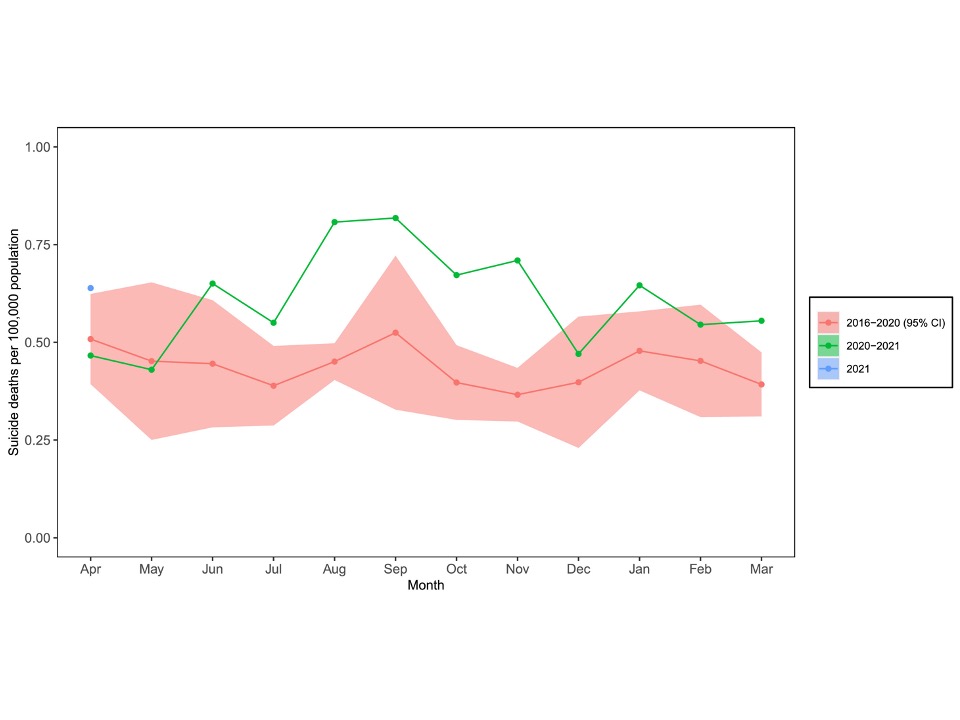 Suicide deaths per 100,000 population
1.00
0.75
0.50
0.25
0.00
Apr May Jun Jul Aug Sep Oct Nov Dec Jan Feb Mar
Month
2016−2020 (95% CI)
2020−2021
2021